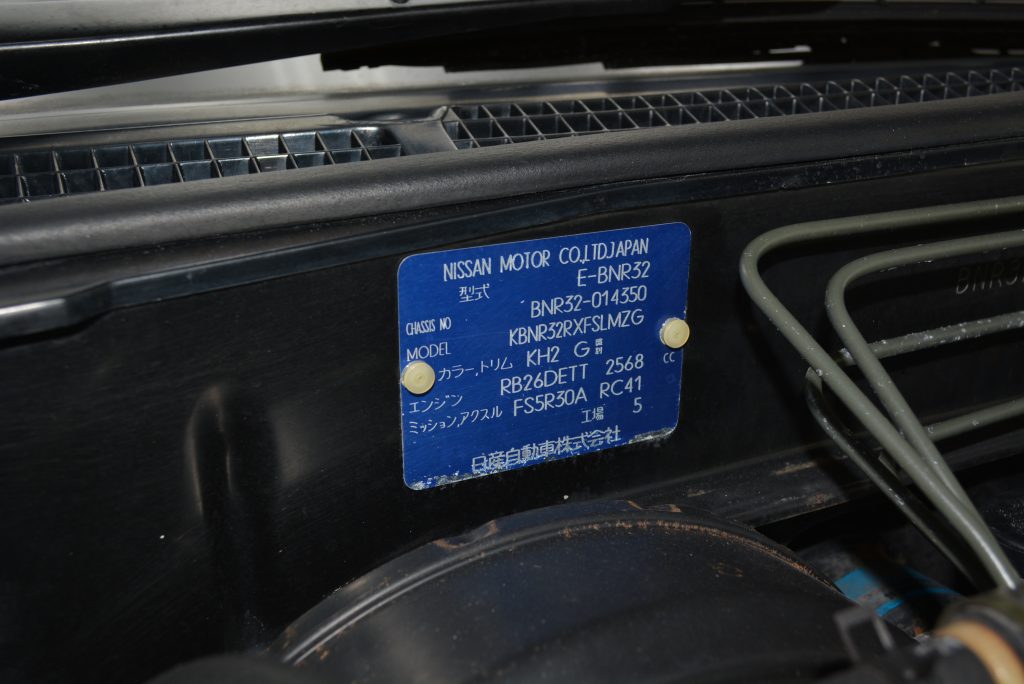 NISSAN MOTOR CO.,LTD.JAPAN
型式 E-BNR32
CHASSIS NO BNR32-014350
MODEL KBNR32RXFSLMZG
カラー,トリム KH2 G
エンジン RB26DETT 2568 CC
ミッション,アクスル FS5R30A RC41
工場 5
日産自動車株式会社
BNR32